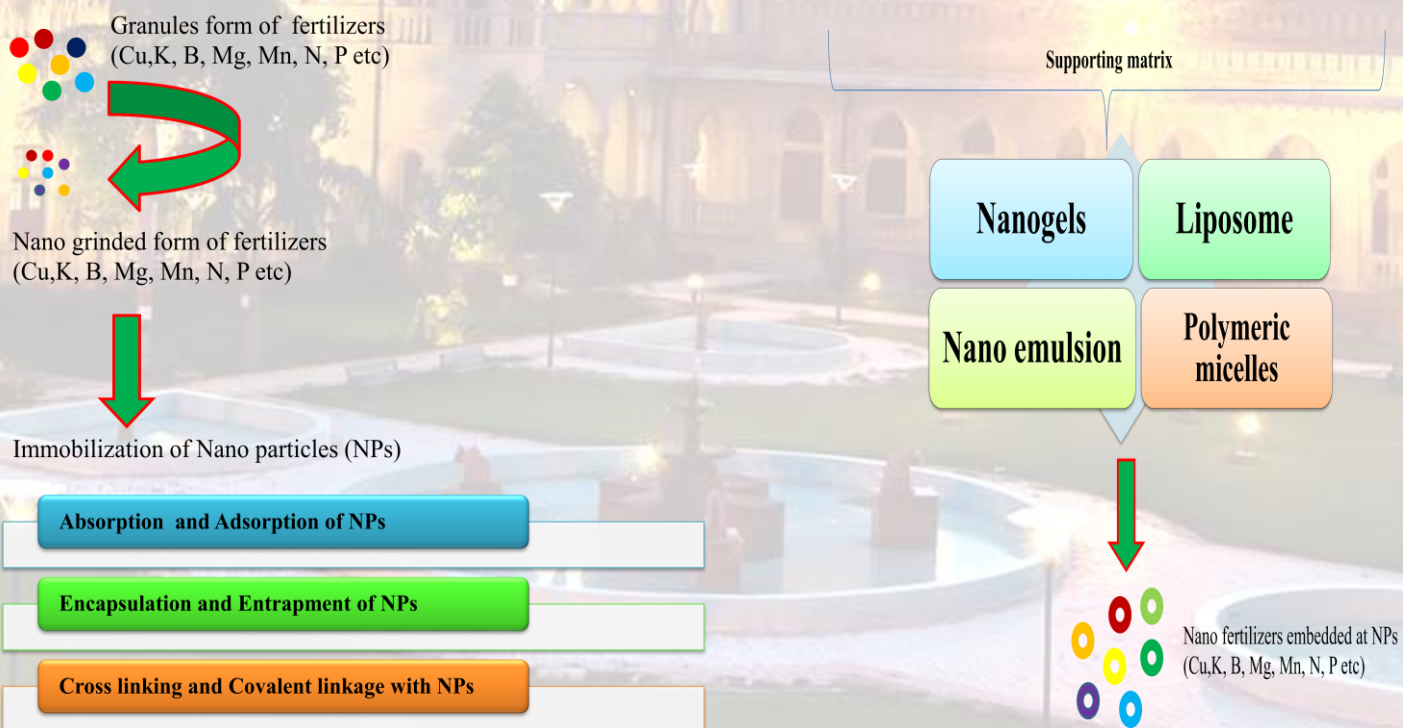 Granules form of fertilizers
(Cu,K, B, Mg, Mn, N, P etc)
Nano grinded form of fertilizers
(Cu,K, B, Mg, Mn, N, P etc)
Immobilization of Nano particles (NPs)
Absorption and Adsorption of NPs
Encapsulation and Entrapment of NPs
Cross linking and Covalent linkage with NPs
Supporting matrix
Nanogels
Liposome
Nano emulsion
Polymeric
micelles
Nano fertilizers embedded at NPs
(Cu,K, B, Mg, Mn, N, P etc)